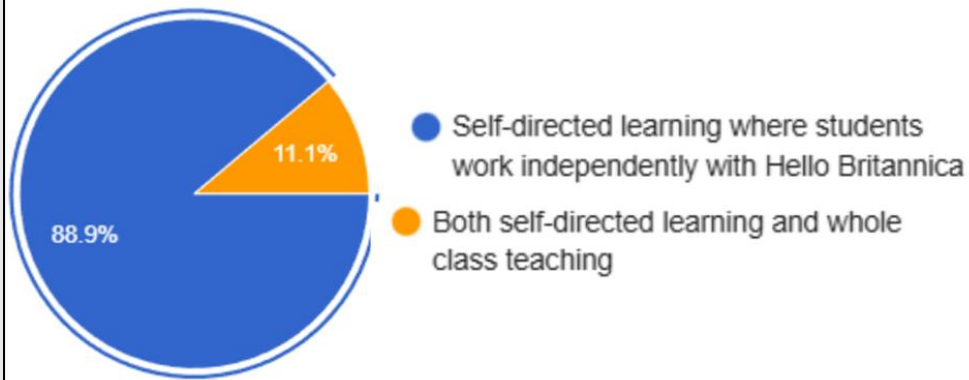 11.1%
88.9%
Self-directed learning where students
work independently with Hello Britannica
Both self-directed learning and whole
class teaching